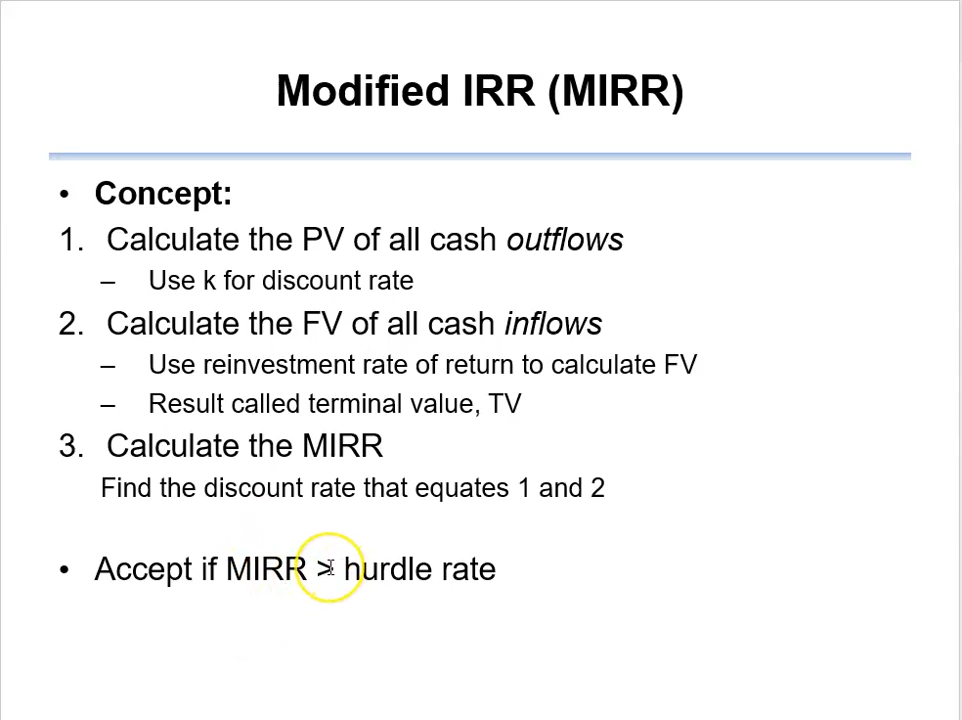 Modified IRR (MIRR)
• Concept:
1. Calculate the PV of all cash outflows
– Use k for discount rate
2. Calculate the FV of all cash inflows
– Use reinvestment rate of return to calculate FV
– Result called terminal value, TV
3. Calculate the MIRR
Find the discount rate that equates 1 and 2
• Accept if MIRR > hurdle rate